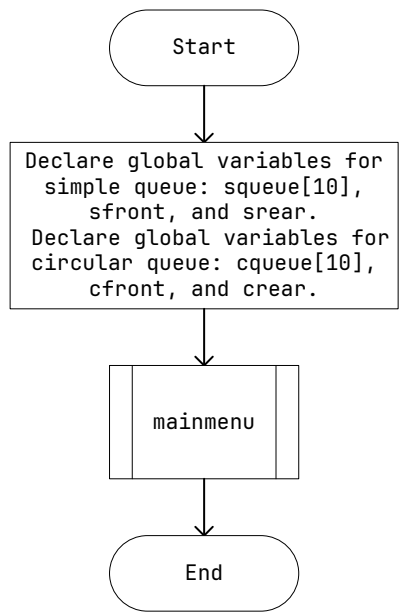 Start
Declare global variables for
simple queue: squeue[10],
sfront, and srear.
Declare global variables for
circular queue: cqueue[10],
cfront, and crear.
mainmenu
End